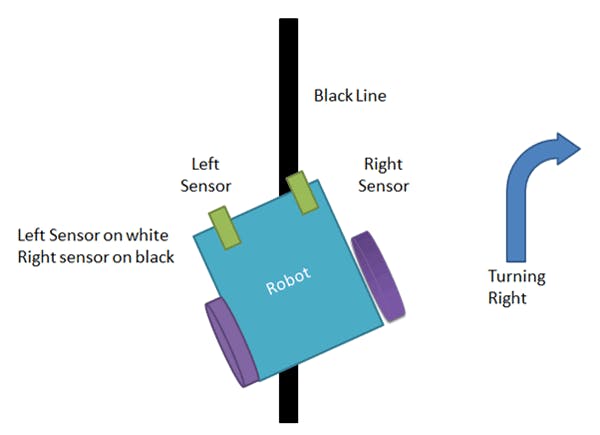 Black Line
Left
Sensor
Right
Sensor
Left Sensor on white
Right sensor on black
Robot
Turning
Right